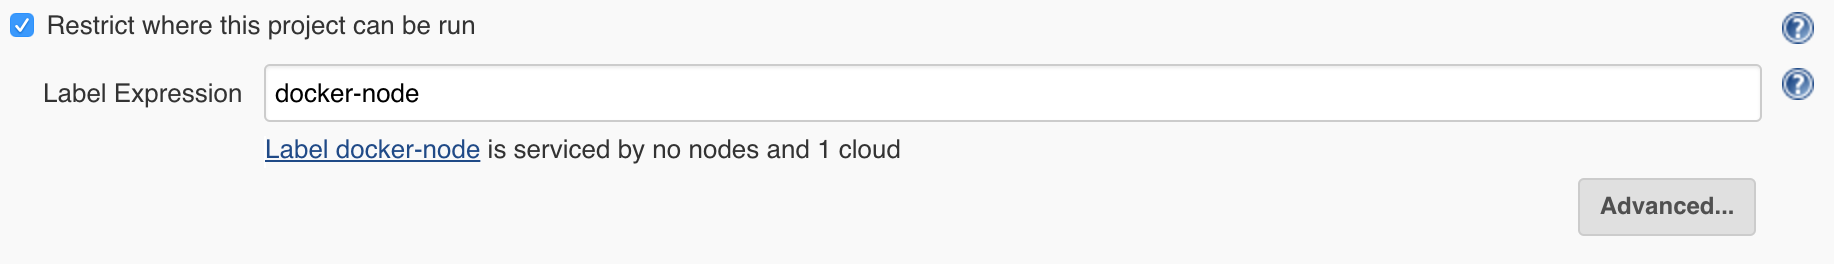 Restrict where this project can be run
?
Label Expression docker-node
?
Label docker-node is serviced by no nodes and 1 cloud
Advanced...